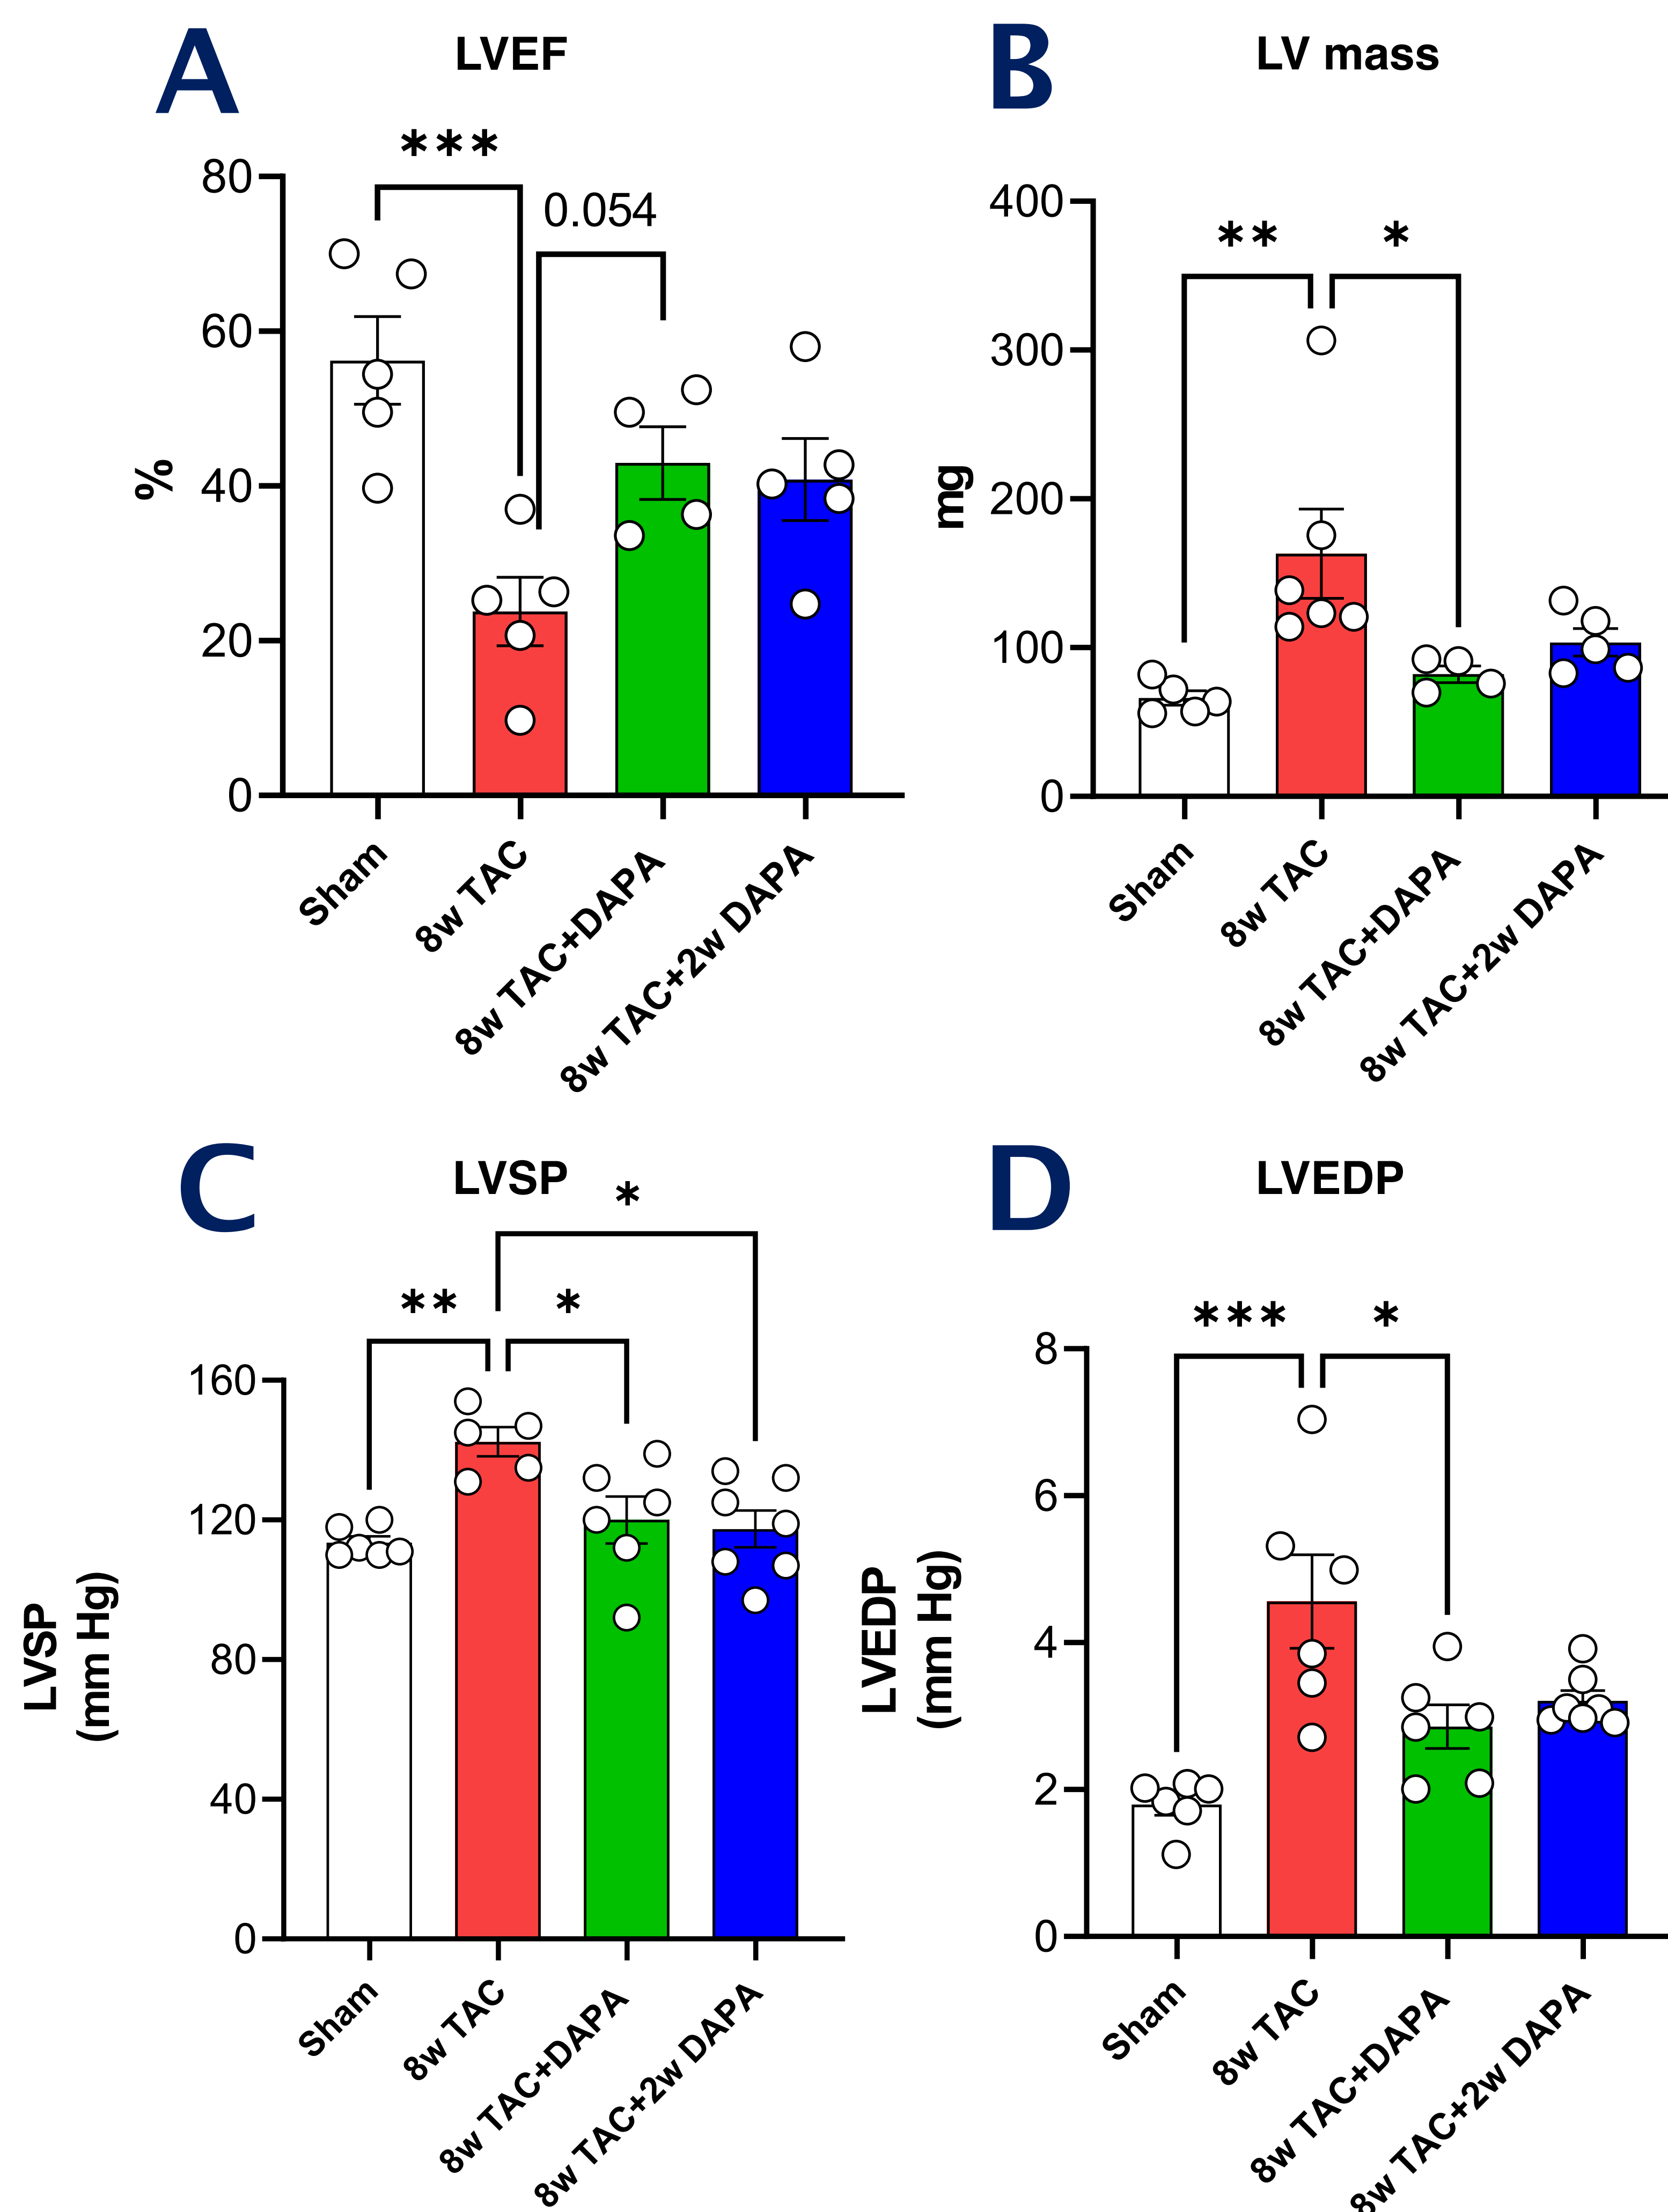 A
LVEF
***
0.054
80
60
40
20
0
%
Sham
8w TAC
8w TAC+DAPA
8w TAC+2w DAPA
B
LV mass
**
*
400
300
200
100
0
mg
Sham
8w TAC
8w TAC+DAPA
8w TAC+2w DAPA
C
LVSP
*
**
*
160
120
80
40
0
LVSP
(mm Hg)
Sham
8w TAC
8w TAC+DAPA
8w TAC+2w DAPA
D
LVEDP
***
*
8
6
4
2
0
LVEDP
(mm Hg)
Sham
8w TAC
8w TAC+DAPA
8w TAC+2w DAPA